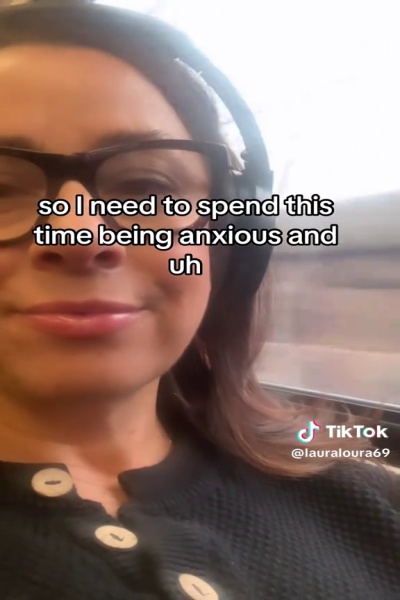 so I need to spend this
time being anxious and
uh
TikTok
@lauraloura69